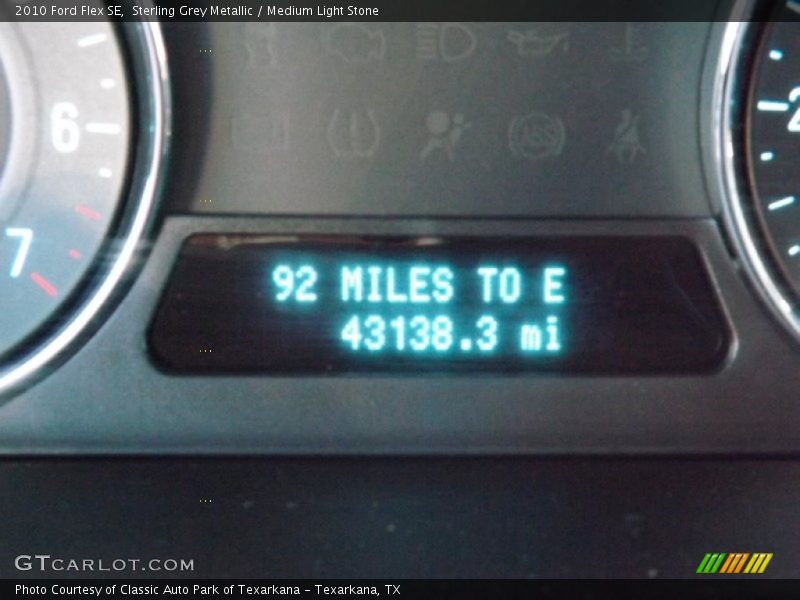 2010 Ford Flex SE, Sterling Grey Metallic / Medium Light Stone
6
7
2
92 MILES TO E
43138.3 mi
GTCARLOT.COM
Photo Courtesy of Classic Auto Park of Texarkana - Texarkana, TX